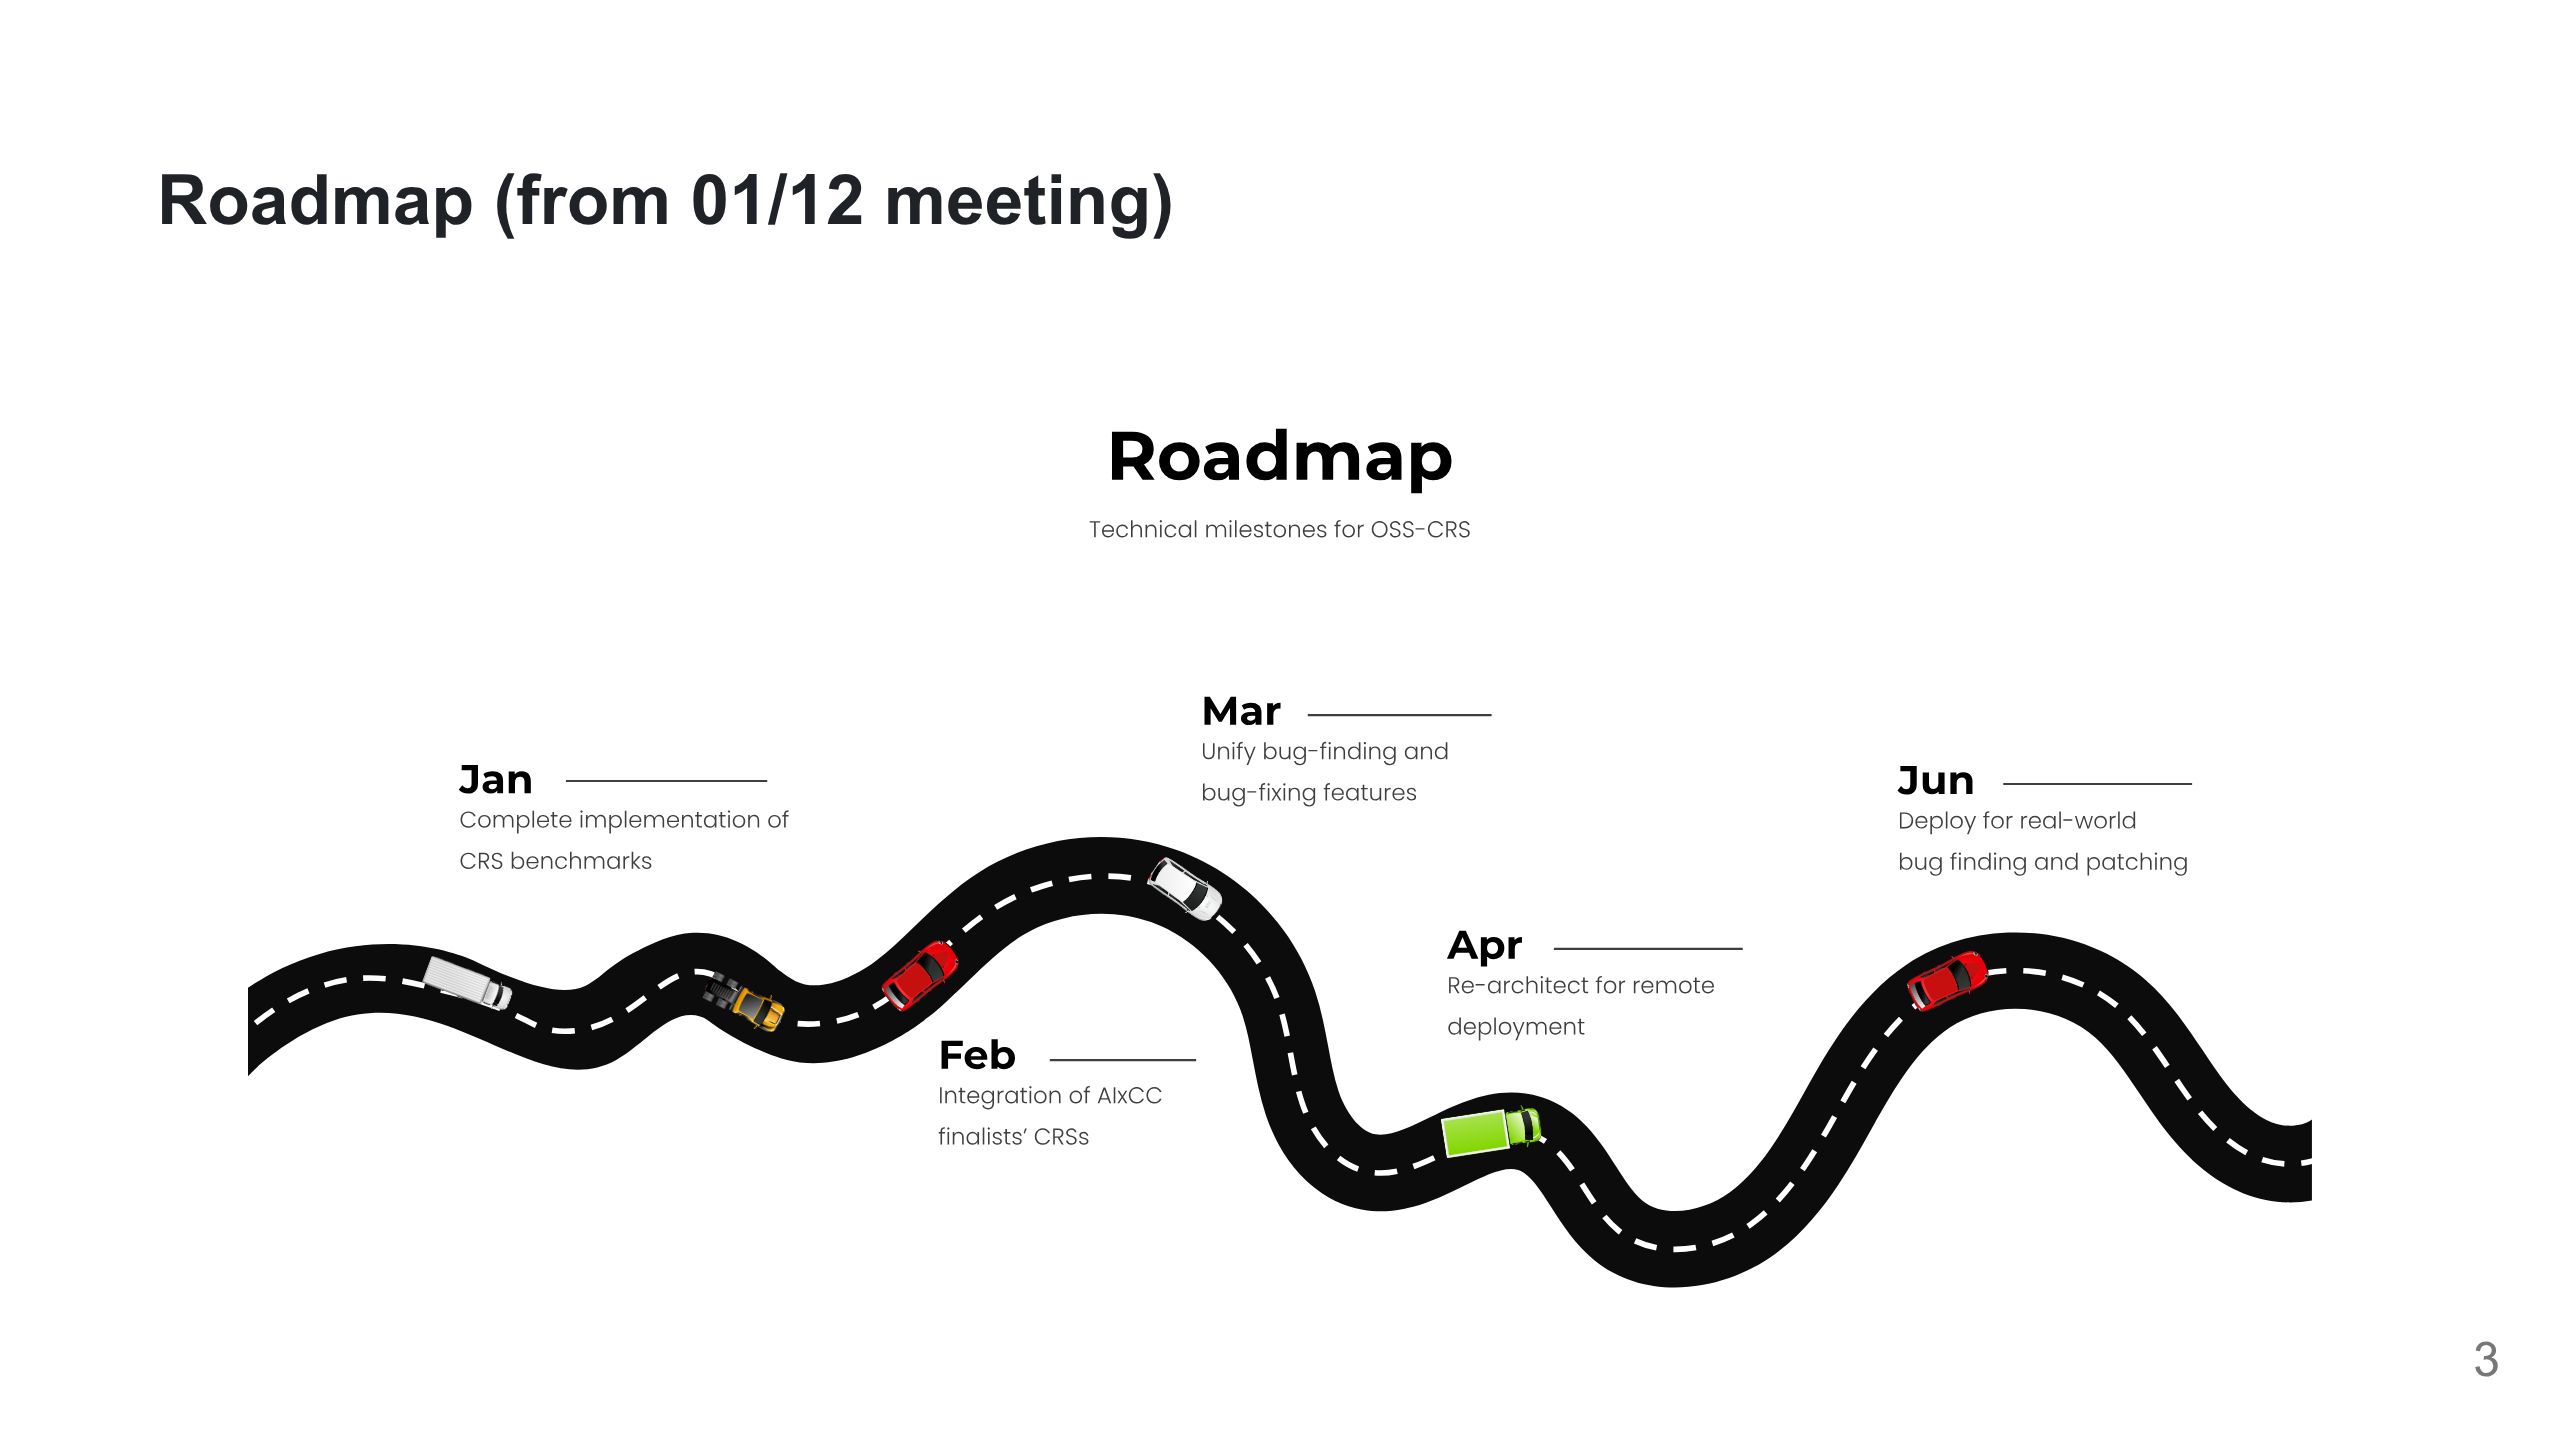 Roadmap (from 01/12 meeting)
Roadmap
Technical milestones for OSS-CRS
Jan
Complete implementation of
CRS benchmarks
Feb
Integration of AIxCC
finalists’ CRSs
Mar
Unify bug-finding and
bug-fixing features
Apr
Re-architect for remote
deployment
Jun
Deploy for real-world
bug finding and patching
3